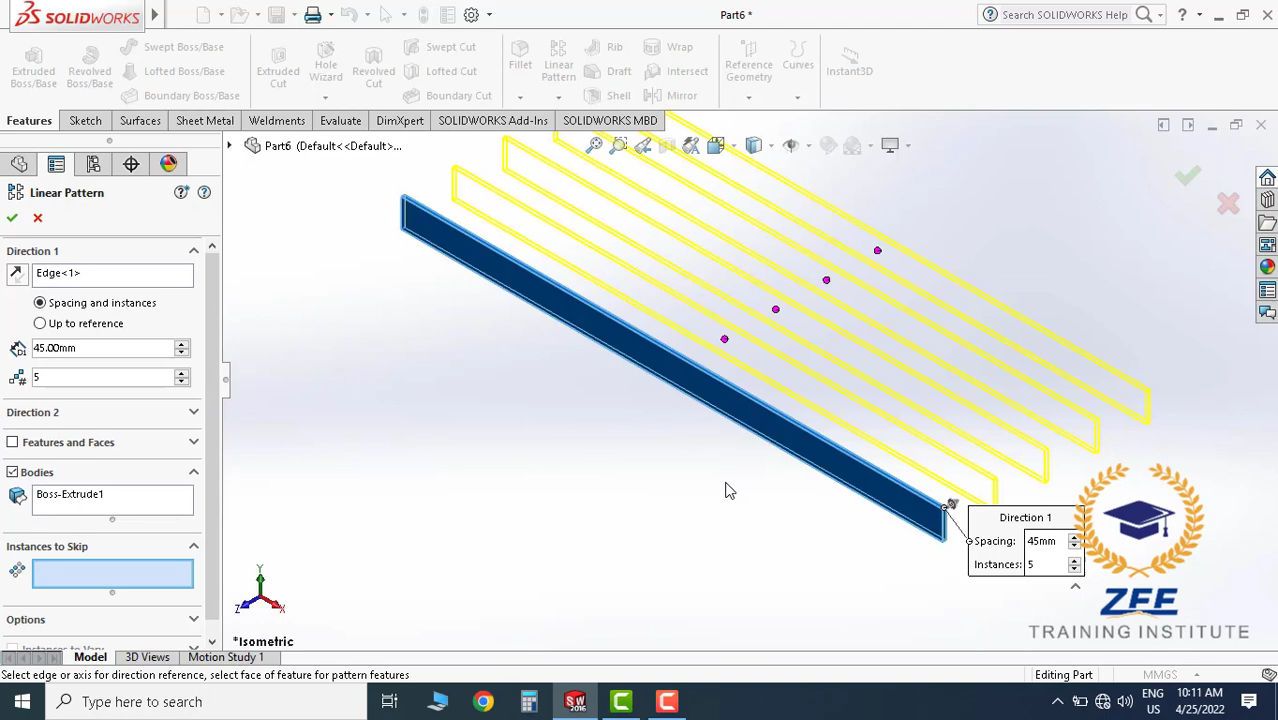 SOLIDWORKS
Part6 *
Search SOLIDWORKS Help
Extruded Boss/Base
Revolved Boss/Base
Swept Boss/Base
Lofted Boss/Base
Boundary Boss/Base
Extruded Cut
Hole Wizard
Revolved Cut
Swept Cut
Lofted Cut
Boundary Cut
Fillet
Linear Pattern
Rib
Draft
Shell
Wrap
Intersect
Mirror
Reference Geometry
Curves
Instant3D
Features
Sketch
Surfaces
Sheet Metal
Weldments
Evaluate
DimXpert
SOLIDWORKS Add-Ins
SOLIDWORKS MBD
Part6 (Default<<Default>...
Linear Pattern
Direction 1
Edge<1>
Spacing and instances
Up to reference
45.00mm
5
Direction 2
Features and Faces
Bodies
Boss-Extrude1
Instances to Skip
Options
Instances to Vary
Direction 1
Spacing: 45mm
Instances: 5
Y
Z
X
*Isometric
ZFF
TRAINING INSTITUTE
Model
3D Views
Motion Study 1
Select edge or axis for direction reference, select face of feature for pattern features
Editing Part
MMGS
Type here to search
SW
2016
ENG
US
10:11 AM
4/25/2022